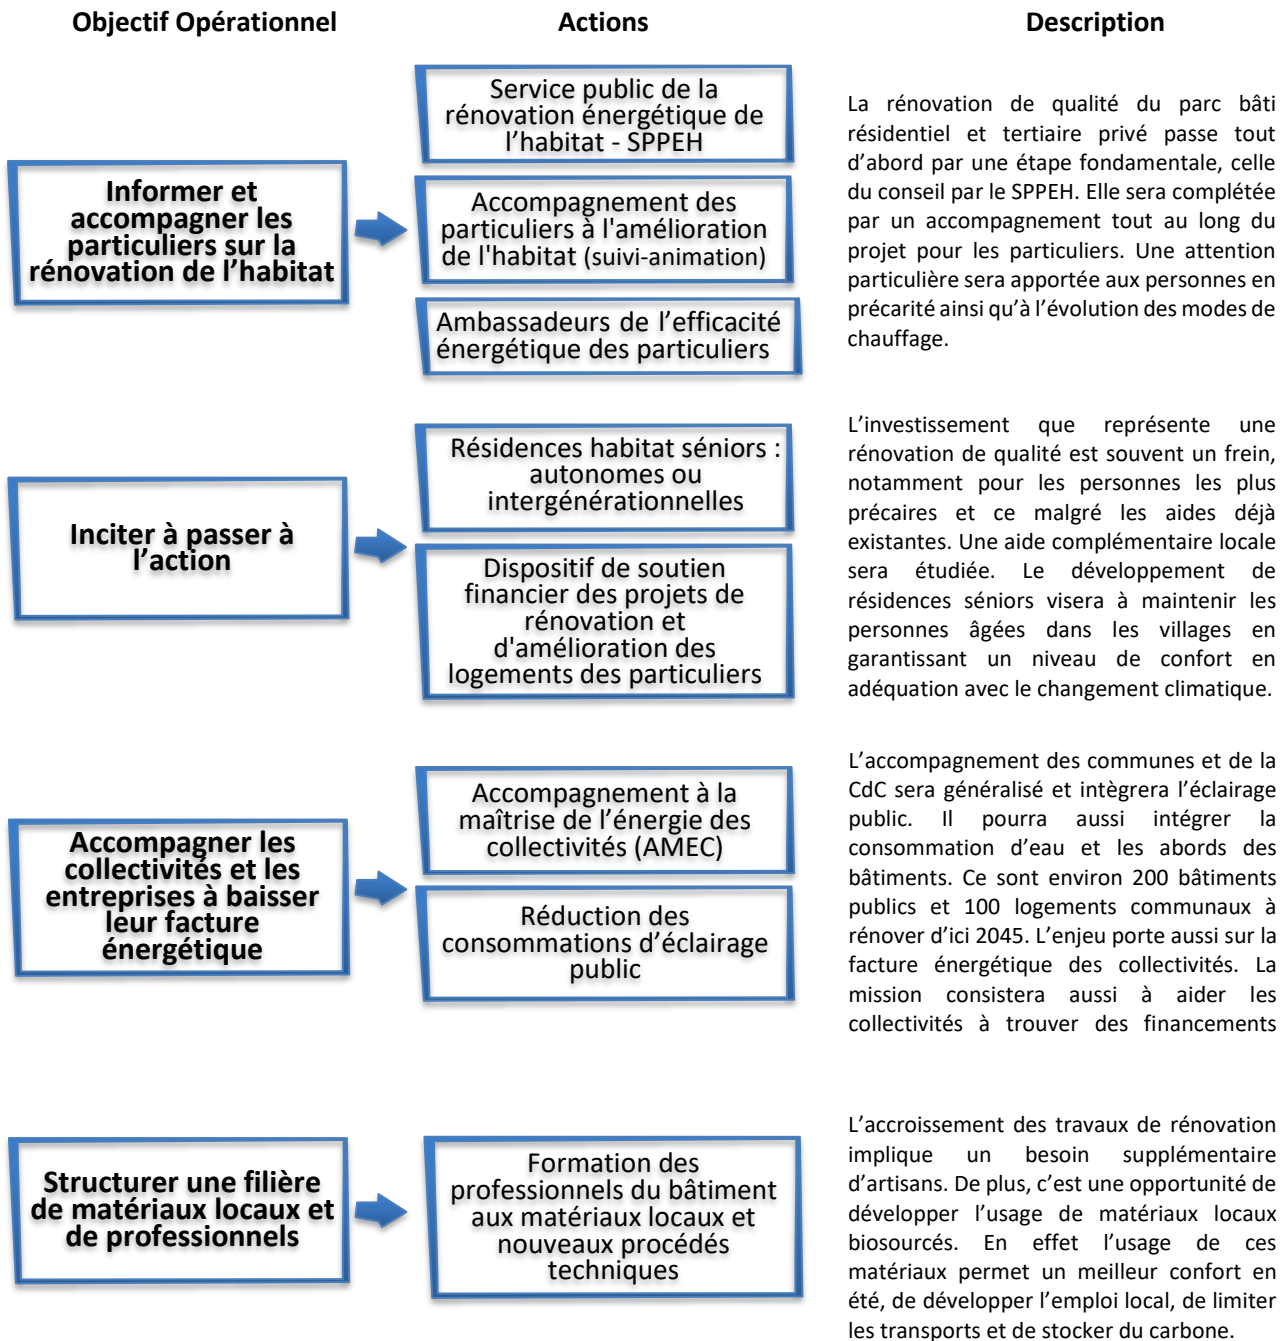 Objectif Opérationnel
Actions
Description
Informer et
accompagner les
particuliers sur la
rénovation de l’habitat
Service public de la
rénovation énergétique de
l’habitat - SPPEH
Accompagnement des
particuliers à l'amélioration
de l'habitat (suivi-animation)
Ambassadeurs de l’efficacité
énergétique des particuliers
La rénovation de qualité du parc bâti
résidentiel et tertiaire privé passe tout
d’abord par une étape fondamentale, celle
du conseil par le SPPEH. Elle sera complétée
par un accompagnement tout au long du
projet pour les particuliers. Une attention
particulière sera apportée aux personnes en
précarité ainsi qu’à l’évolution des modes de
chauffage.
Inciter à passer à
l’action
Résidences habitat séniors :
autonomes ou
intergénérationnelles
Dispositif de soutien
financier des projets de
rénovation et
d'amélioration des
logements des particuliers
L’investissement que représente une
rénovation de qualité est souvent un frein,
notamment pour les personnes les plus
précaires et ce malgré les aides déjà
existantes. Une aide complémentaire locale
sera étudiée. Le développement de
résidences séniors visera à maintenir les
personnes âgées dans les villages en
garantissant un niveau de confort en
adéquation avec le changement climatique.
Accompagner les
collectivités et les
entreprises à baisser
leur facture
énergétique
Accompagnement à la
maîtrise de l’énergie des
collectivités (AMEC)
Réduction des
consommations d’éclairage
public
L’accompagnement des communes et de la
CdC sera généralisé et intègrera l’éclairage
public. Il pourra aussi intégrer la
consommation d’eau et les abords des
bâtiments. Ce sont environ 200 bâtiments
publics et 100 logements communaux à
rénover d’ici 2045. L’enjeu porte aussi sur la
facture énergétique des collectivités. La
mission consistera aussi à aider les
collectivités à trouver des financements
Structurer une filière
de matériaux locaux et
de professionnels
Formation des
professionnels du bâtiment
aux matériaux locaux et
nouveaux procédés
techniques
L’accroissement des travaux de rénovation
implique un besoin supplémentaire
d’artisans. De plus, c’est une opportunité de
développer l’usage de matériaux locaux
biosourcés. En effet l’usage de ces
matériaux permet un meilleur confort en
été, de développer l’emploi local, de limiter
les transports et de stocker du carbone.